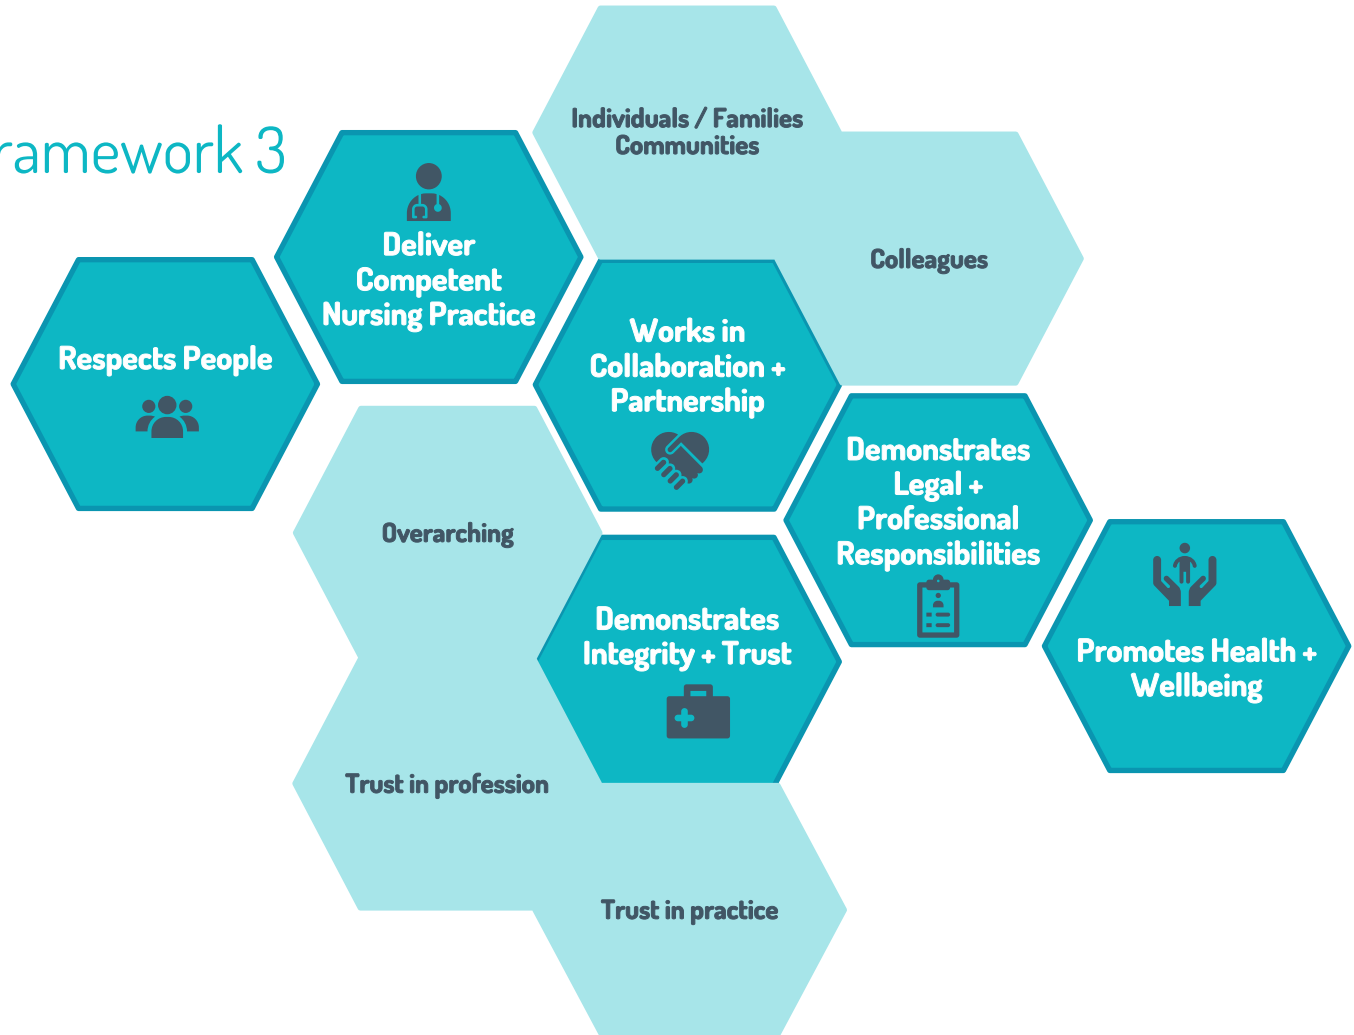 ramework 3
Individuals / Families
Communities
Colleagues
Deliver
Competent
Nursing Practice
Respects People
Works in
Collaboration +
Partnership
Demonstrates
Legal +
Professional
Responsibilities
Overarching
Demonstrates
Integrity + Trust
Promotes Health +
Wellbeing
Trust in profession
Trust in practice